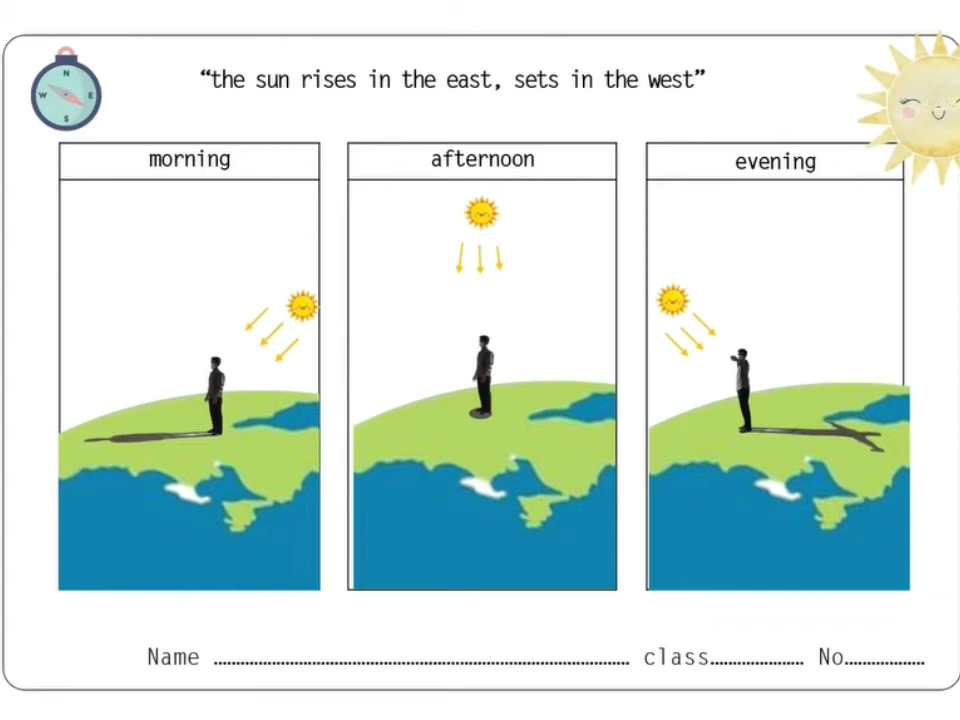 “the sun rises in the east, sets in the west”
N
W E
S
morning
afternoon
evening
Name ........................................ class.................... No.................